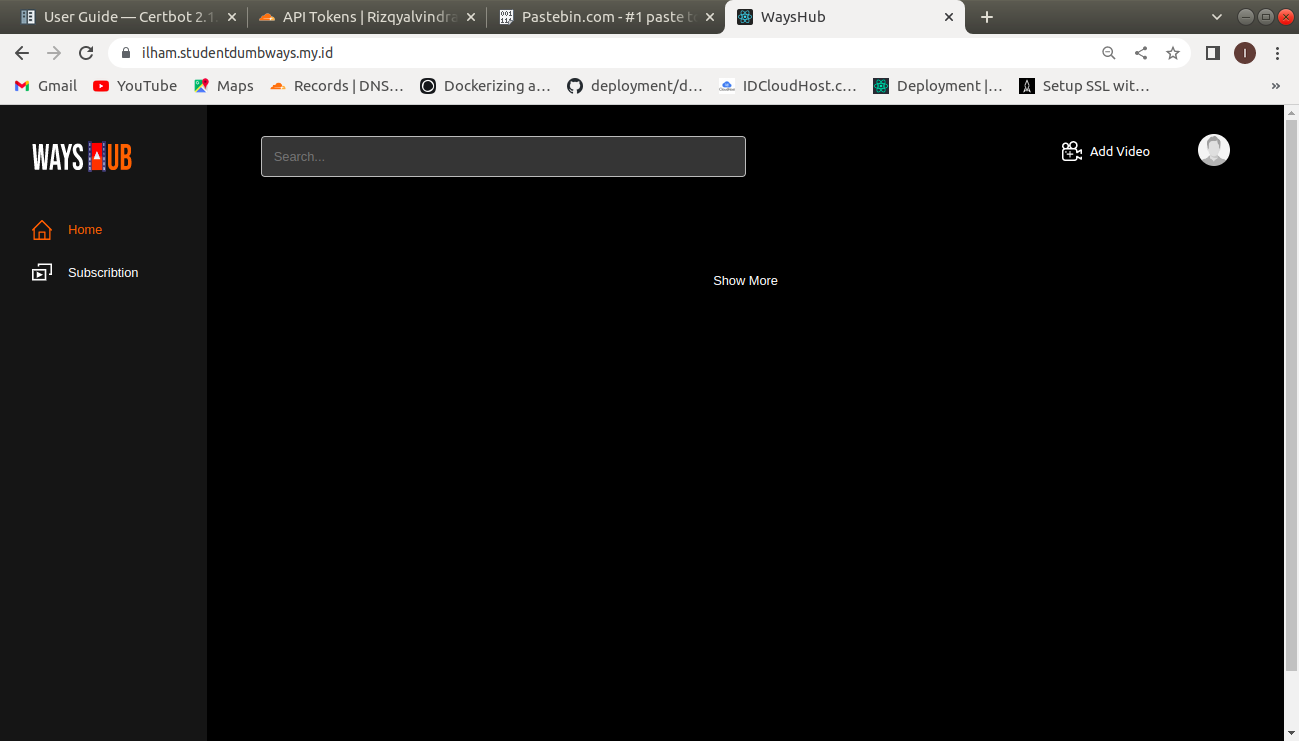 User Guide — Certbot 2.1.
API Tokens | Rizqyalvindra
Pastebin.com - #1 paste to
WaysHub
ilham.studentdumbways.my.id
I
Gmail
YouTube
Maps
Records | DNS...
Dockerizing a...
deployment/d...
IDCloudHost.c...
Deployment |...
Setup SSL wit...
»
WAYS UB
Search...
Add Video
Home
Subscribtion
Show More